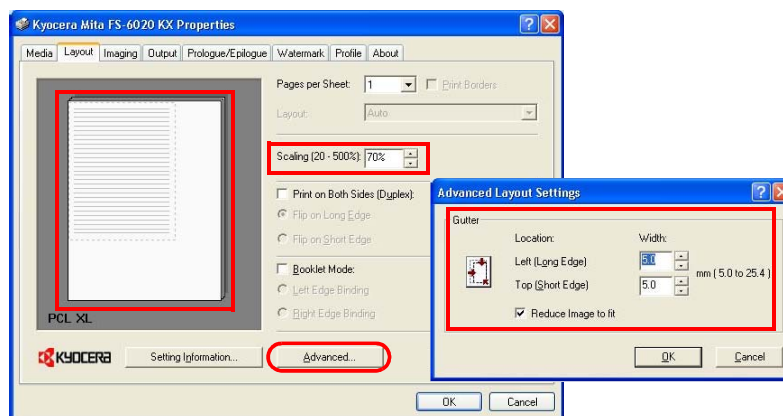 Kyocera Mita FS-6020 KX Properties
Media Layout Imaging Output Prologue/Epilogue Watermark Profile About
Pages per Sheet: 1 Print Borders
Layout: Auto
Scaling (20 - 500%): 70%
Print on Both Sides (Duplex):
Flip on Long Edge
Flip on Short Edge
Booklet Mode:
Left Edge Binding
Right Edge Binding
PCL XL
KYOCERA Setting Information... Advanced...
OK Cancel
Advanced Layout Settings
Gutter
Location: Width:
Left (Long Edge) 5.0
mm ( 5.0 to 25.4 )
Top (Short Edge) 5.0
Reduce Image to fit
OK Cancel